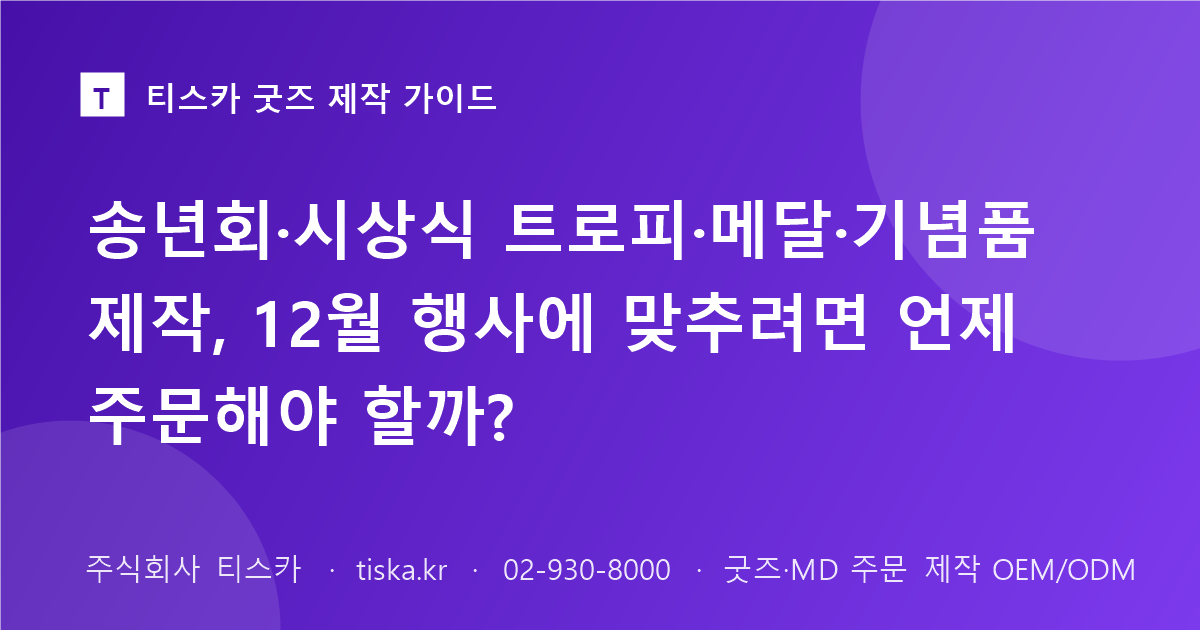 T 티스카 굿즈 제작 가이드
송년회·시상식 트로피·메달·기념품
제작, 12월 행사에 맞추려면 언제
주문해야 할까?
주식회사 티스카 · tiska.kr · 02-930-8000 · 굿즈·MD 주문 제작 OEM/ODM